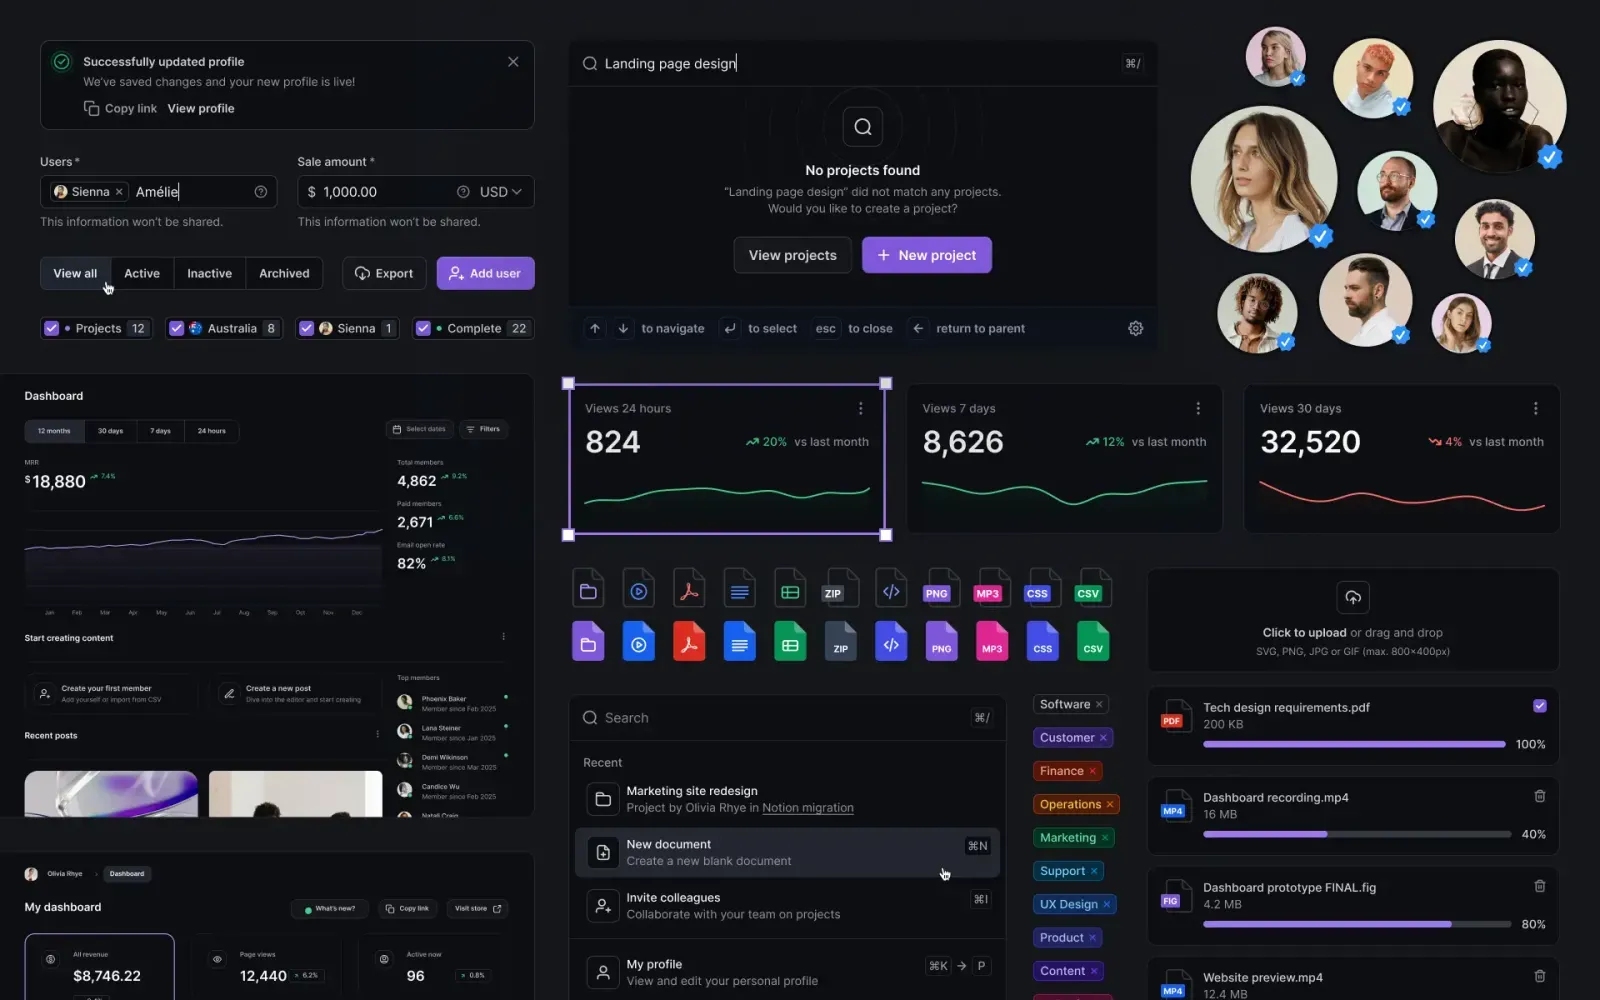 Successfully updated profile
We've saved changes and your new profile is live!
Copy link View profile
Users *
Sienna × Amélie
This information won't be shared.
Sale amount *
$ 1,000.00 USD
This information won't be shared.
View all Active Inactive Archived
Export
Add user
Projects 12
Australia 8
Sienna 1
Complete 22
Landing page design ⌘/
No projects found
"Landing page design" did not match any projects.
Would you like to create a project?
View projects
+ New project
↑ ↓ to navigate ↵ to select esc to close ← return to parent
Dashboard
12 months 30 days 7 days 24 hours
Select dates
Filters
MRR
$18,880 7.4%
Total members
4,862 9.2%
Paid members
2,671 6.6%
Email open rate
82% 8.1%
Jan Feb Mar Apr May Jun Jul Aug Sep Oct Nov Dec
Start creating content
Create your first member
Add yourself or import from CSV
Create a new post
Dive into the editor and start creating
Recent posts
Top members
Phoenix Baker
Member since Feb 2025
Lana Steiner
Member since Jan 2025
Demi Wikinson
Member since Mar 2025
Candice Wu
Member since Feb 2025
Natali Craig
Olivia Rhye › Dashboard
My dashboard
What's new?
Copy link
Visit store
All revenue
$8,746.22
Page views
12,440 6.2%
Active now
96 0.8%
Views 24 hours
824 20% vs last month
Views 7 days
8,626 12% vs last month
Views 30 days
32,520 4% vs last month
ZIP PNG MP3 CSS CSV
ZIP PNG MP3 CSS CSV
Search ⌘/
Recent
Marketing site redesign
Project by Olivia Rhye in Notion migration
New document ⌘N
Create a new blank document
Invite colleagues ⌘I
Collaborate with your team on projects
My profile ⌘K → P
View and edit your personal profile
Software ×
Customer ×
Finance ×
Operations ×
Marketing ×
Support ×
UX Design ×
Product ×
Content ×
Click to upload or drag and drop
SVG, PNG, JPG or GIF (max. 800×400px)
PDF
Tech design requirements.pdf
200 KB
100%
MP4
Dashboard recording.mp4
16 MB
40%
FIG
Dashboard prototype FINAL.fig
4.2 MB
80%
MP4
Website preview.mp4
12.4 MB